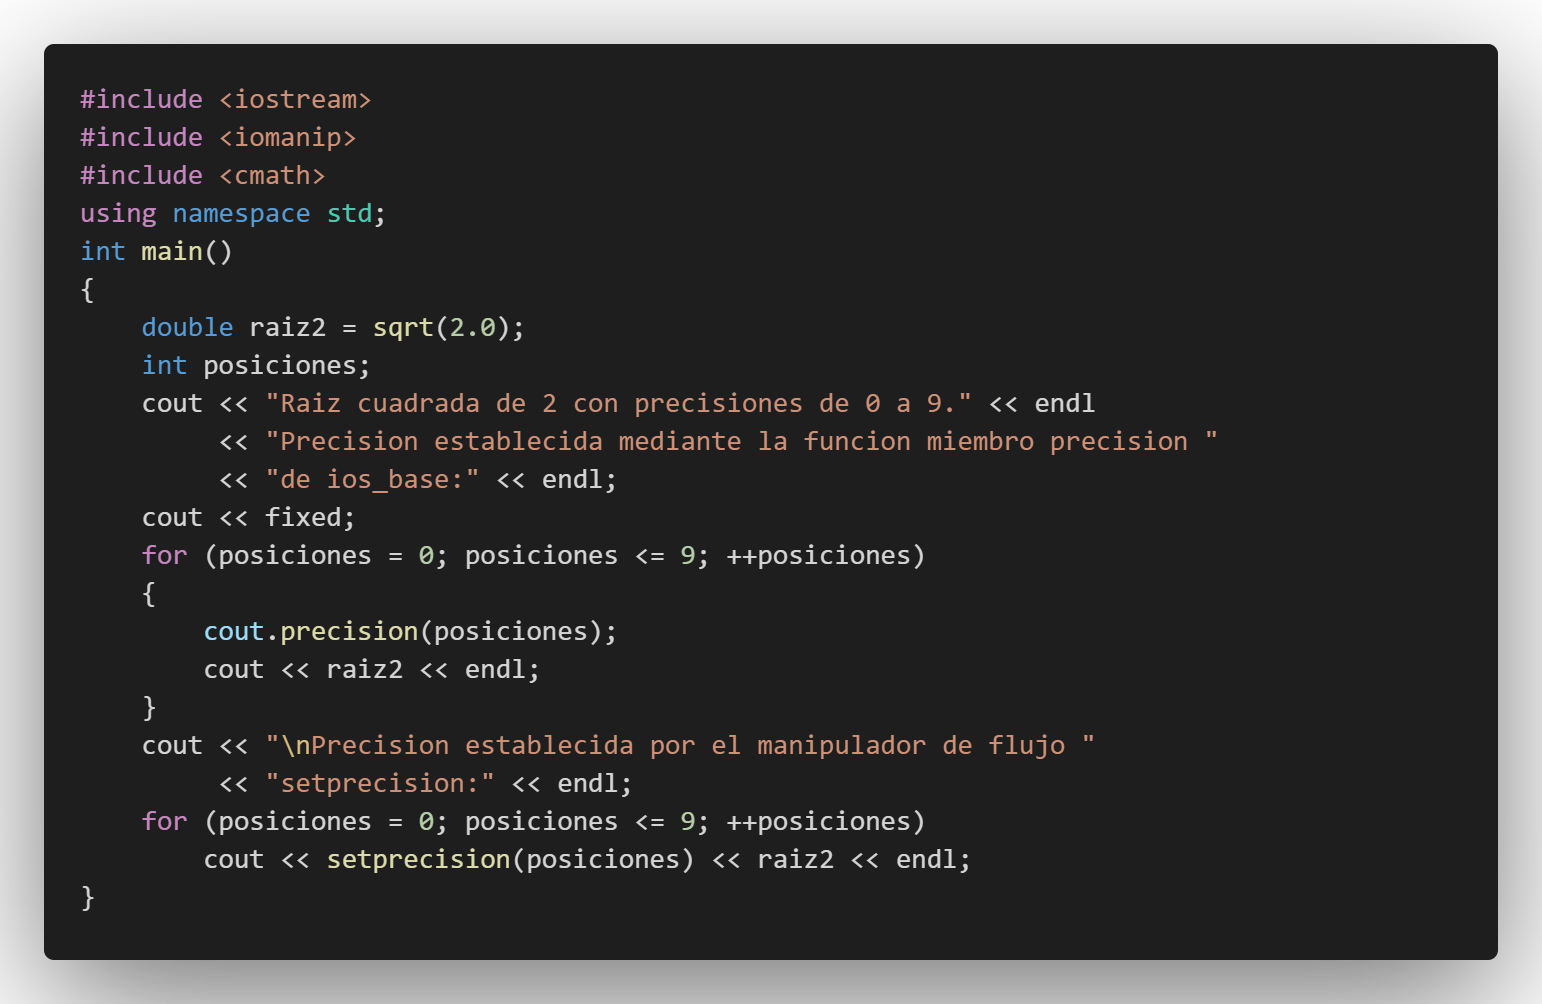 #include <iostream>
#include <iomanip>
#include <cmath>
using namespace std;
int main()
{
    double raiz2 = sqrt(2.0);
    int posiciones;
    cout << "Raiz cuadrada de 2 con precisiones de 0 a 9." << endl
         << "Precision establecida mediante la funcion miembro precision "
         << "de ios_base:" << endl;
    cout << fixed;
    for (posiciones = 0; posiciones <= 9; ++posiciones)
    {
        cout.precision(posiciones);
        cout << raiz2 << endl;
    }
    cout << "\nPrecision establecida por el manipulador de flujo "
         << "setprecision:" << endl;
    for (posiciones = 0; posiciones <= 9; ++posiciones)
        cout << setprecision(posiciones) << raiz2 << endl;
}